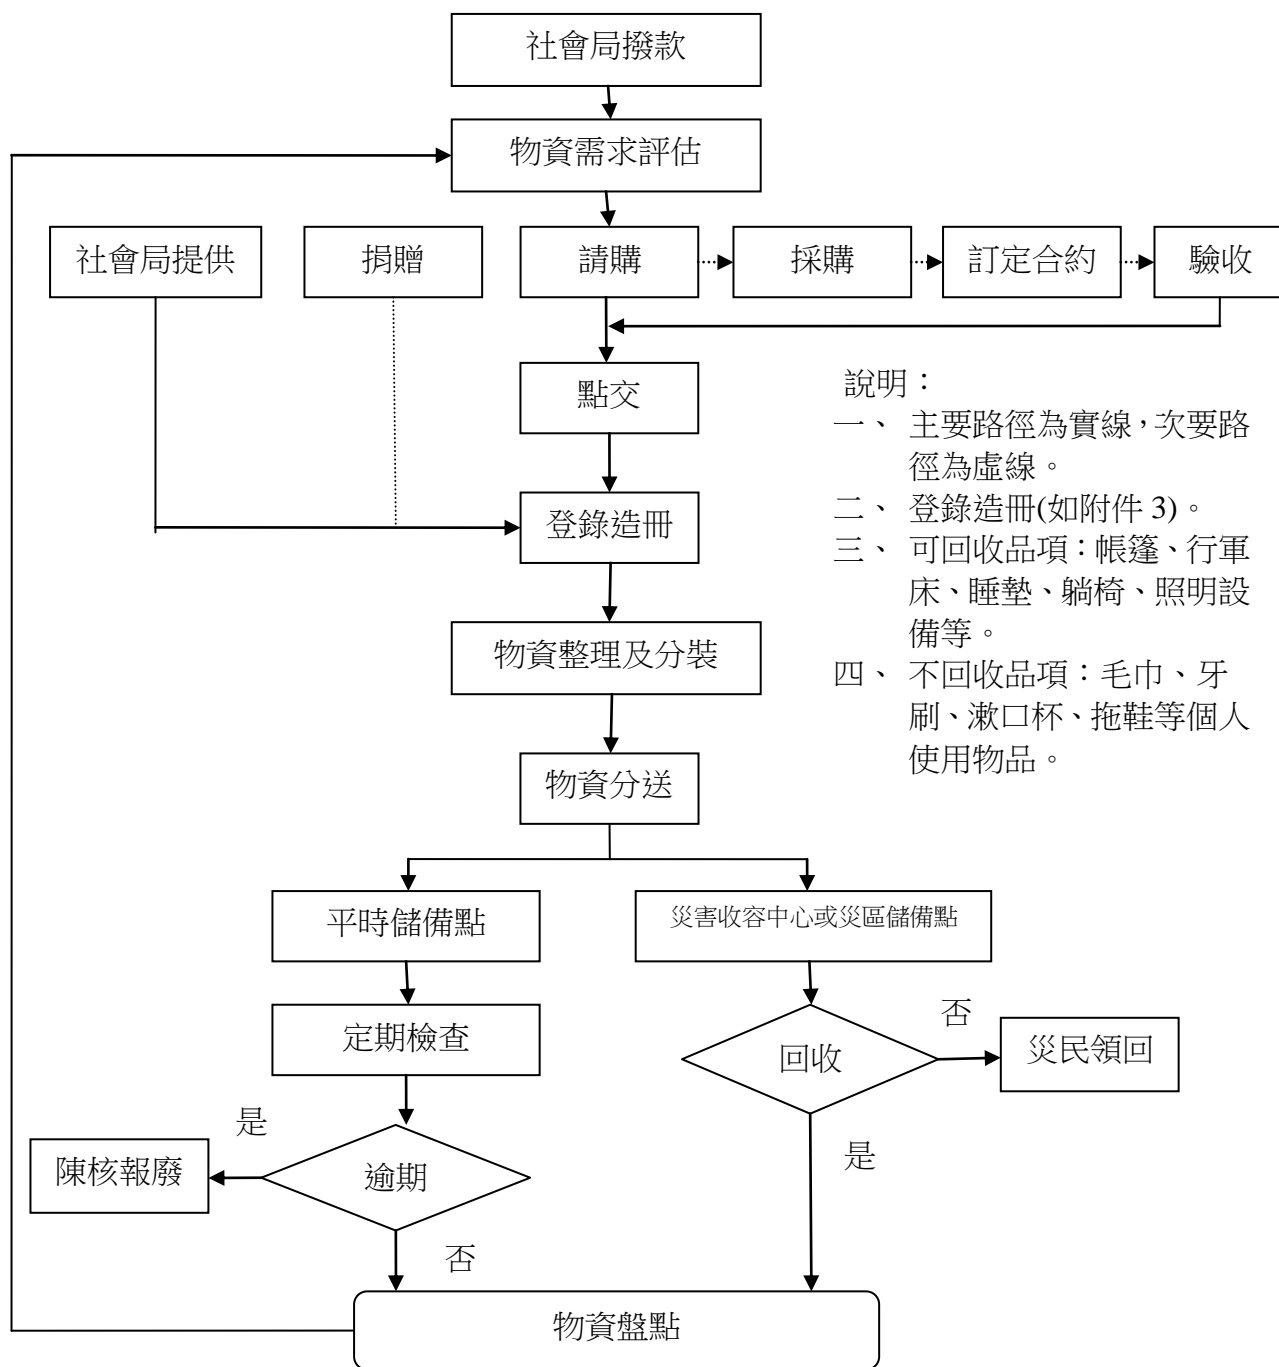 社會局撥款
物資需求評估
社會局提供
捐贈
請購
採購
訂定合約
驗收
點交
說明：
一、 主要路徑為實線，次要路
徑為虛線。
登錄造冊
二、 登錄造冊(如附件 3)。
三、 可回收品項：帳篷、行軍
床、睡墊、躺椅、照明設
備等。
物資整理及分裝
四、 不回收品項：毛巾、牙
刷、漱口杯、拖鞋等個人
使用物品。
物資分送
平時儲備點
災害收容中心或災區儲備點
定期檢查
回收
否
災民領回
是
逾期
陳核報廢
是
否
物資盤點